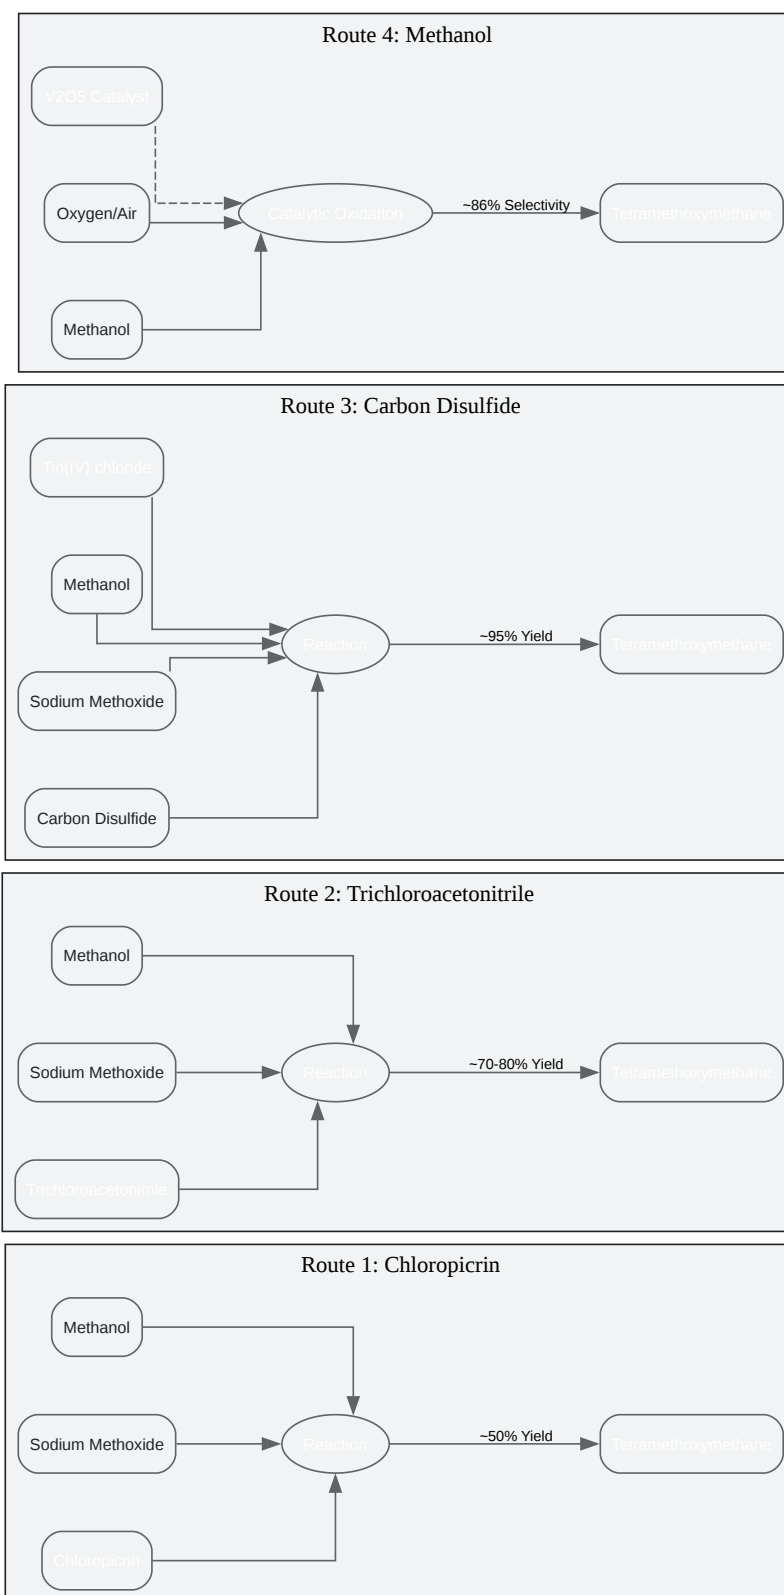 Route 4: Methanol
V2O5 Catalyst
Oxygen/Air
Catalytic Oxidation
~86% Selectivity
Tetramethoxymethane
Methanol
Route 3: Carbon Disulfide
Tin(IV) chloride
Methanol
Reaction
~95% Yield
Tetramethoxymethane
Sodium Methoxide
Carbon Disulfide
Route 2: Trichloroacetonitrile
Methanol
Sodium Methoxide
Reaction
~70-80% Yield
Tetramethoxymethane
Trichloroacetonitrile
Route 1: Chloropicrin
Methanol
Sodium Methoxide
Reaction
~50% Yield
Tetramethoxymethane
Chloropicrin